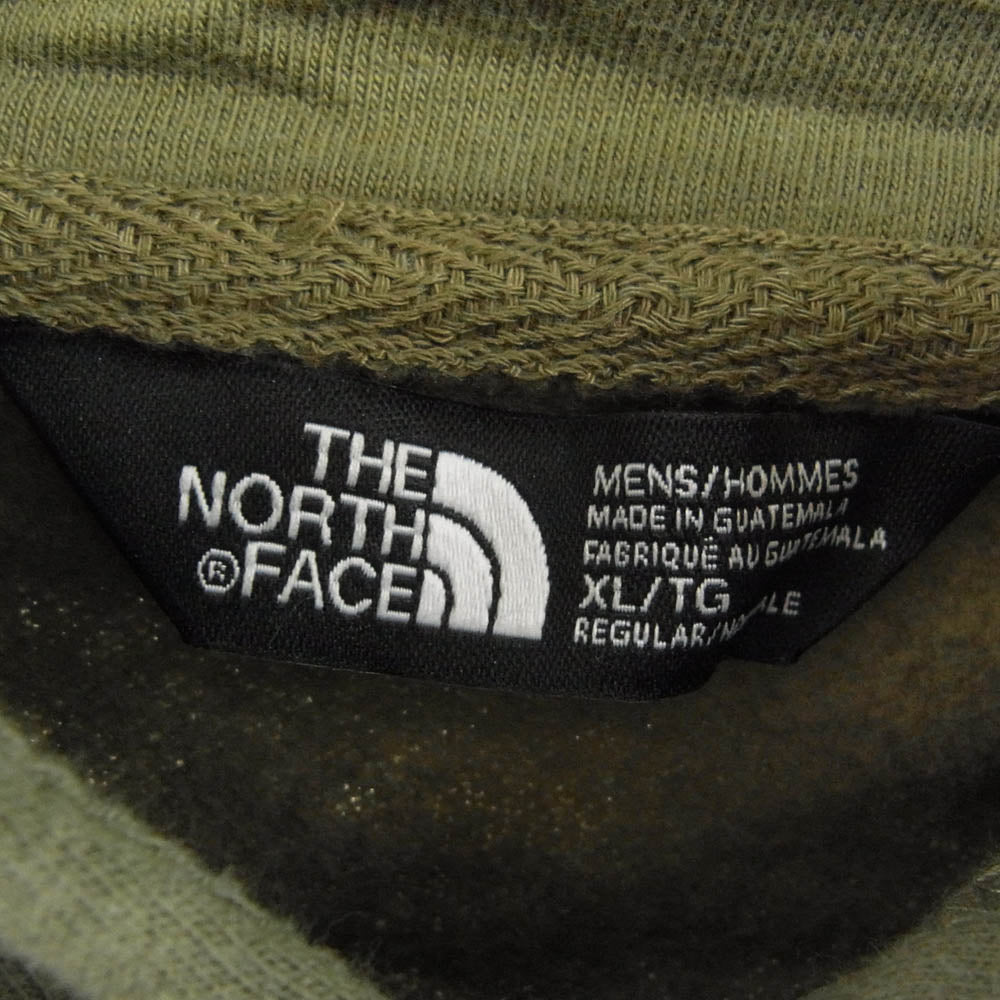 THE
NORTH
® FACE
MENS/HOMMES
MADE IN GUATEMALA
FABRIQUÉ AU GUATEMALA
XL/TG
REGULAR/